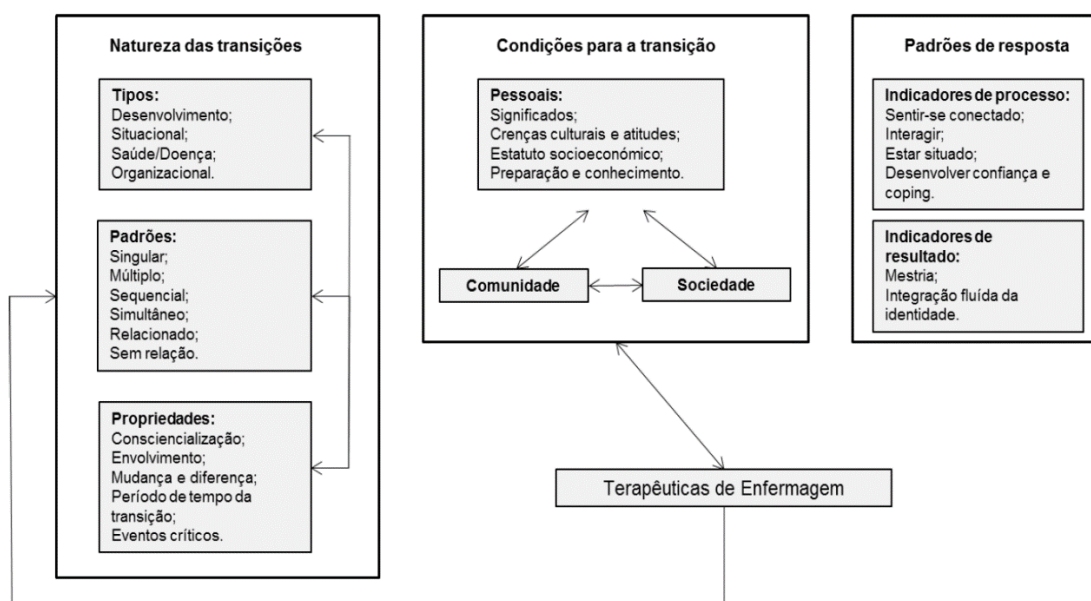 Natureza das transições
Tipos:
Desenvolvimento;
Situacional;
Saúde/Doença;
Organizacional.
Padrões:
Singular;
Múltiplo;
Sequencial;
Simultâneo;
Relacionado;
Sem relação.
Propriedades:
Consciencialização;
Envolvimento;
Mudança e diferença;
Período de tempo da
transição;
Eventos críticos.
Condições para a transição
Pessoais:
Significados;
Crenças culturais e atitudes;
Estatuto socioeconómico;
Preparação e conhecimento.
Comunidade
Sociedade
Padrões de resposta
Indicadores de processo:
Sentir-se conectado;
Interagir;
Estar situado;
Desenvolver confiança e
coping.
Indicadores de
resultado:
Mestria;
Integração fluída da
identidade.
Terapêuticas de Enfermagem